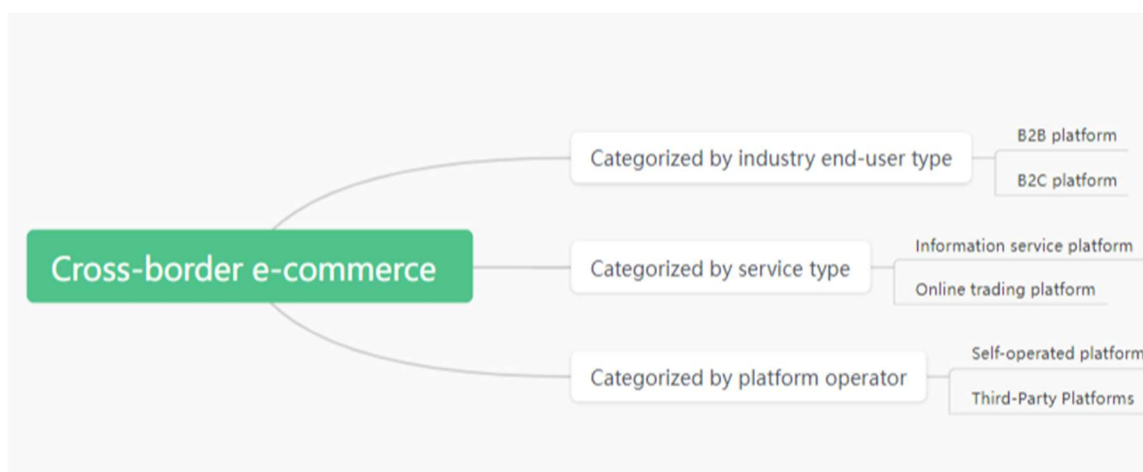 Cross-border e-commerce
Categorized by industry end-user type
B2B platform
B2C platform
Categorized by service type
Information service platform
Online trading platform
Categorized by platform operator
Self-operated platform
Third-Party Platforms